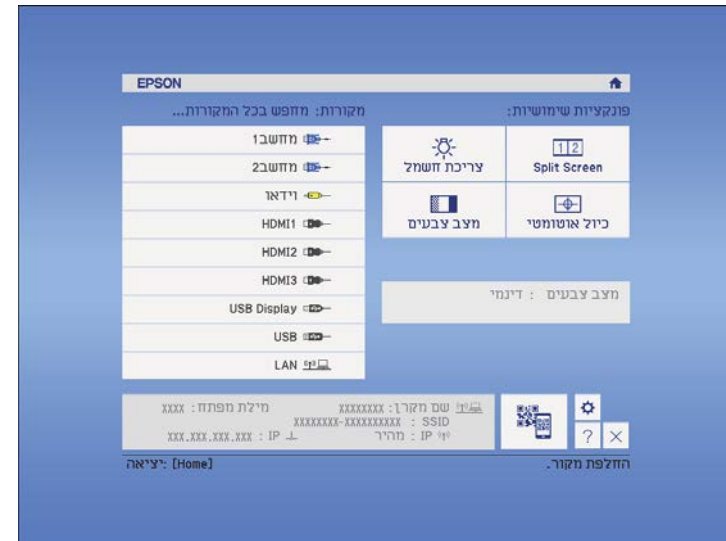 EPSON
פונקציות שימושיות:
Split Screen
צריכת חשמל
כיול אוטומטי
מצב צבעים
מצב צבעים : דינמי
מקורות: מחפש בכל המקורות...
מחשב1
מחשב2
וידאו
HDMI1
HDMI2
HDMI3
USB Display
USB
LAN
שם מקרן: XXXXXXXX מילת מפתח: XXXX
SSID : XXXXXXXX-XXXXXXXXXX
IP : מהיר IP : XXX.XXX.XXX.XXX
החלפת מקור. [Home] :יציאה